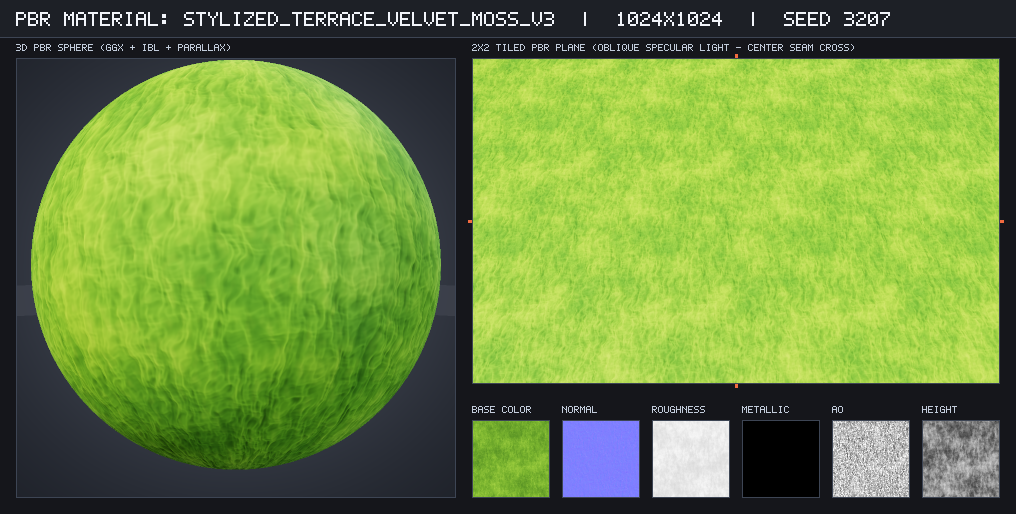 PBR MATERIAL: STYLIZED_TERRACE_VELVET_MOSS_V3 | 1024X1024 | SEED 3207
3D PBR SPHERE (GGX + IBL + PARALLAX)
2X2 TILED PBR PLANE (OBLIQUE SPECULAR LIGHT - CENTER SEAM CROSS)
BASE COLOR
NORMAL
ROUGHNESS
METALLIC
AO
HEIGHT